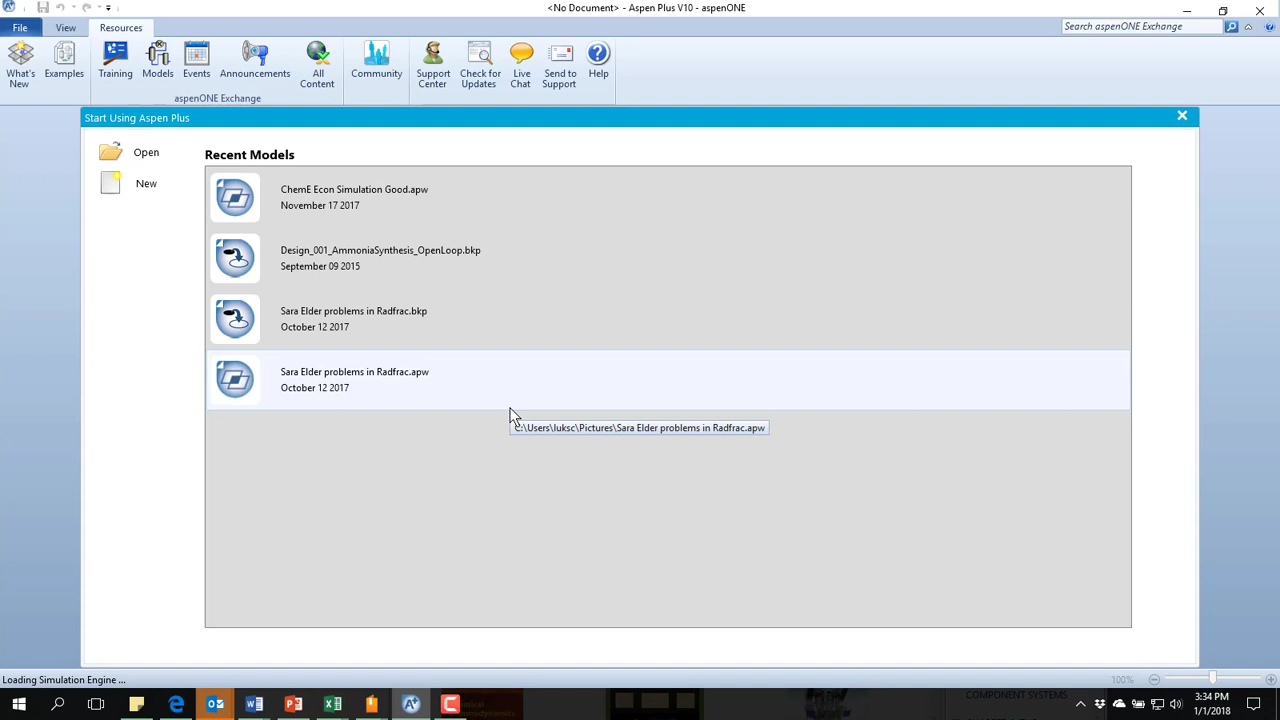 <No Document> - Aspen Plus V10 - aspenONE
File View Resources Search aspenONE Exchange
What's New Examples Training Models Events Announcements All Content Community Support Center Check for Updates Live Chat Send to Support Help
aspenONE Exchange
Start Using Aspen Plus
Open
New
Recent Models
ChemE Econ Simulation Good.apw
November 17 2017
Design_001_AmmoniaSynthesis_OpenLoop.bkp
September 09 2015
Sara Elder problems in Radfrac.bkp
October 12 2017
Sara Elder problems in Radfrac.apw
October 12 2017
C:\Users\luksc\Pictures\Sara Elder problems in Radfrac.apw
Loading Simulation Engine ...
100%
COMPONENT SYSTEMS
3:34 PM
1/1/2018